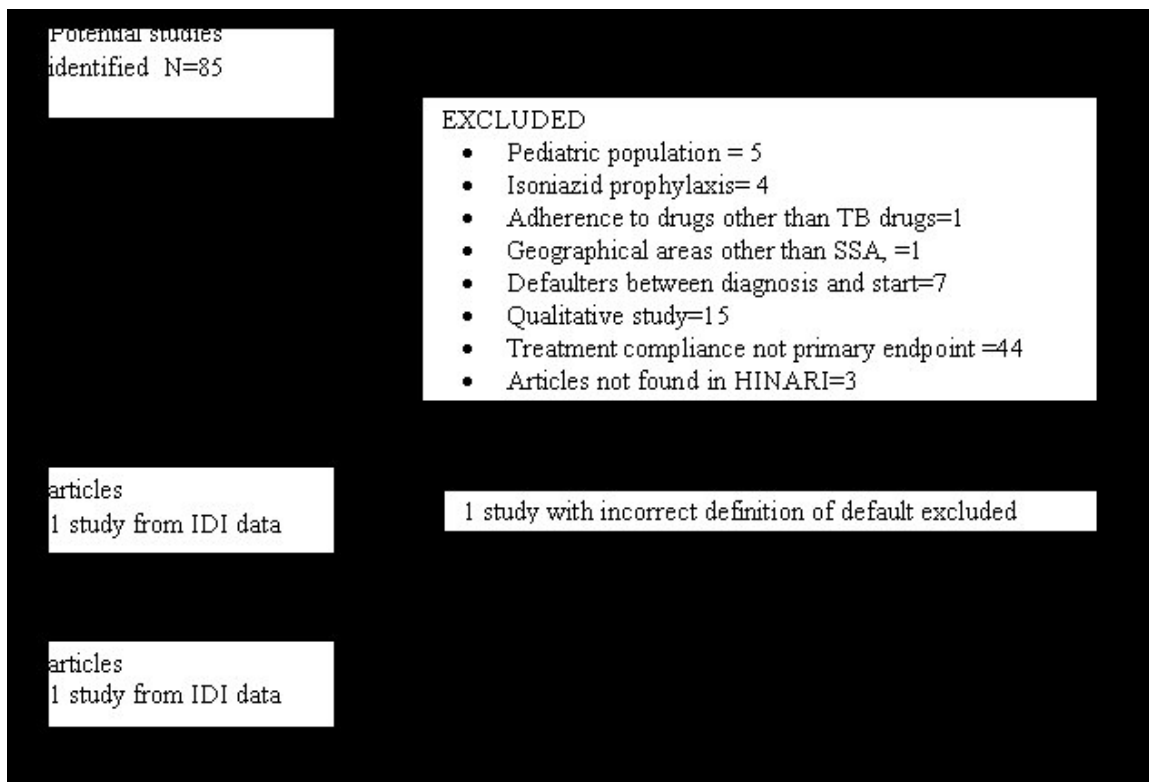 Potential studies
identified N=85
EXCLUDED
• Pediatric population = 5
• Isoniazid prophylaxis= 4
• Adherence to drugs other than TB drugs=1
• Geographical areas other than SSA, =1
• Defaulters between diagnosis and start=7
• Qualitative study=15
• Treatment compliance not primary endpoint =44
• Articles not found in HINARI=3
articles
1 study from IDI data
1 study with incorrect definition of default excluded
articles
1 study from IDI data